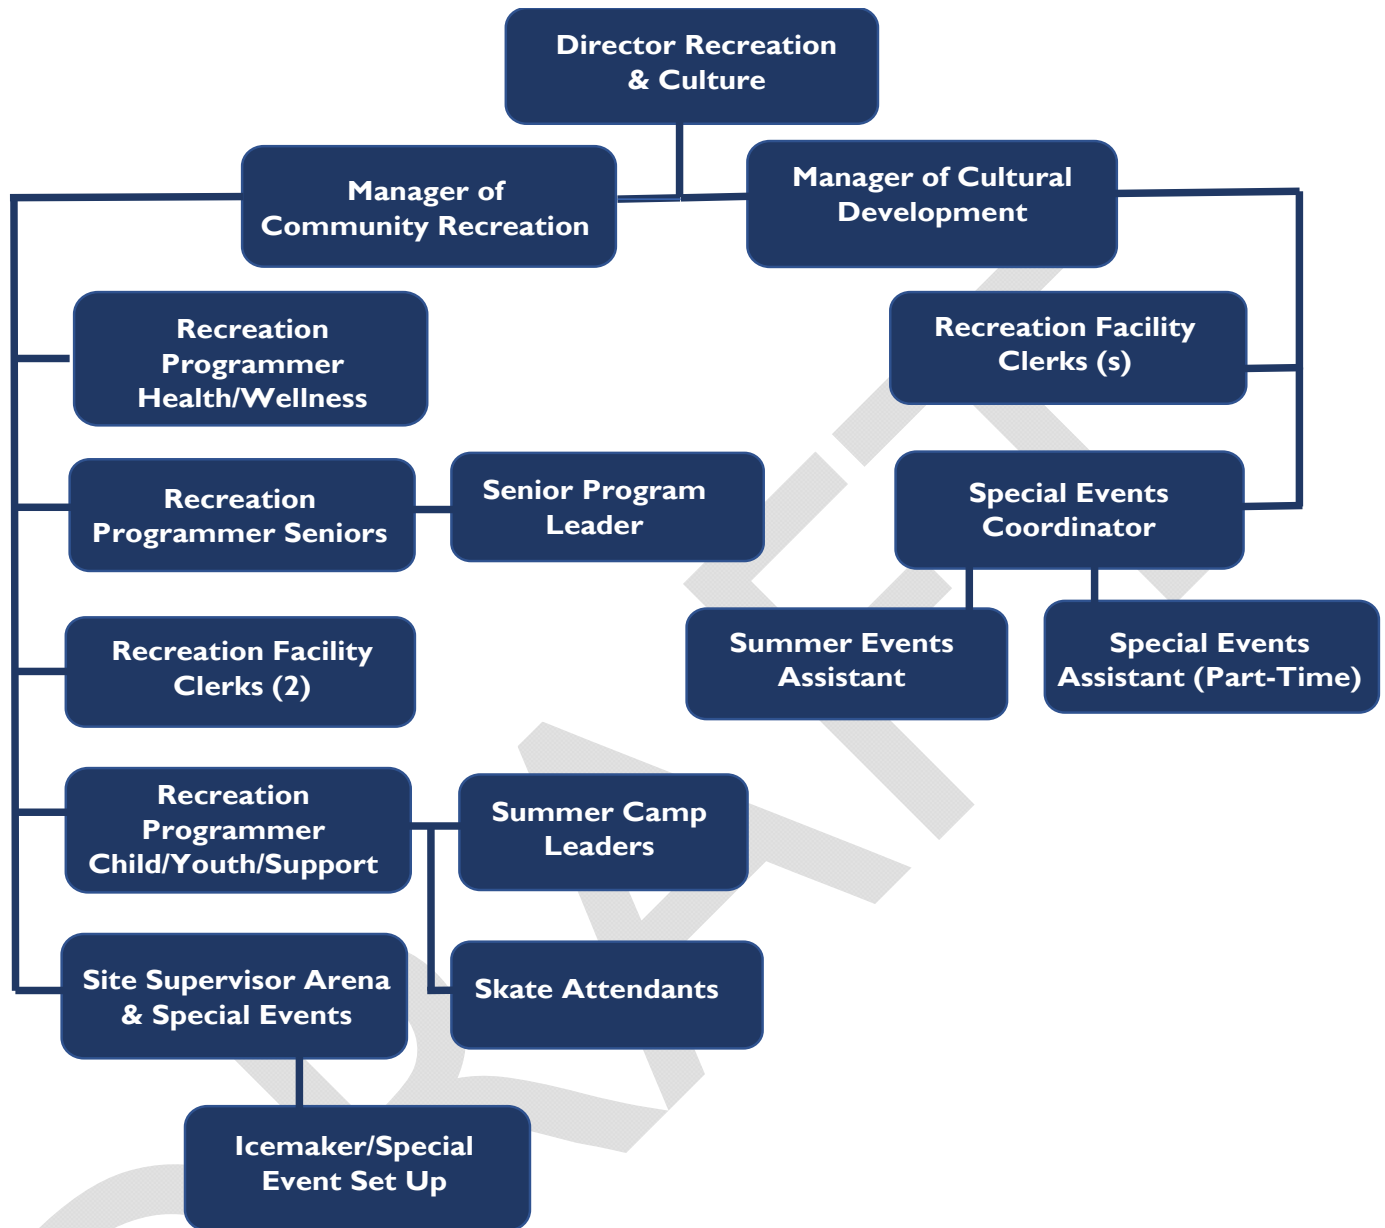 Director Recreation
& Culture
Manager of
Community Recreation
Manager of Cultural
Development
Recreation
Programmer
Health/Wellness
Recreation Facility
Clerks (s)
Recreation
Programmer Seniors
Senior Program
Leader
Special Events
Coordinator
Recreation Facility
Clerks (2)
Summer Events
Assistant
Special Events
Assistant (Part-Time)
Recreation
Programmer
Child/Youth/Support
Summer Camp
Leaders
Site Supervisor Arena
& Special Events
Skate Attendants
Icemaker/Special
Event Set Up
DRAFT